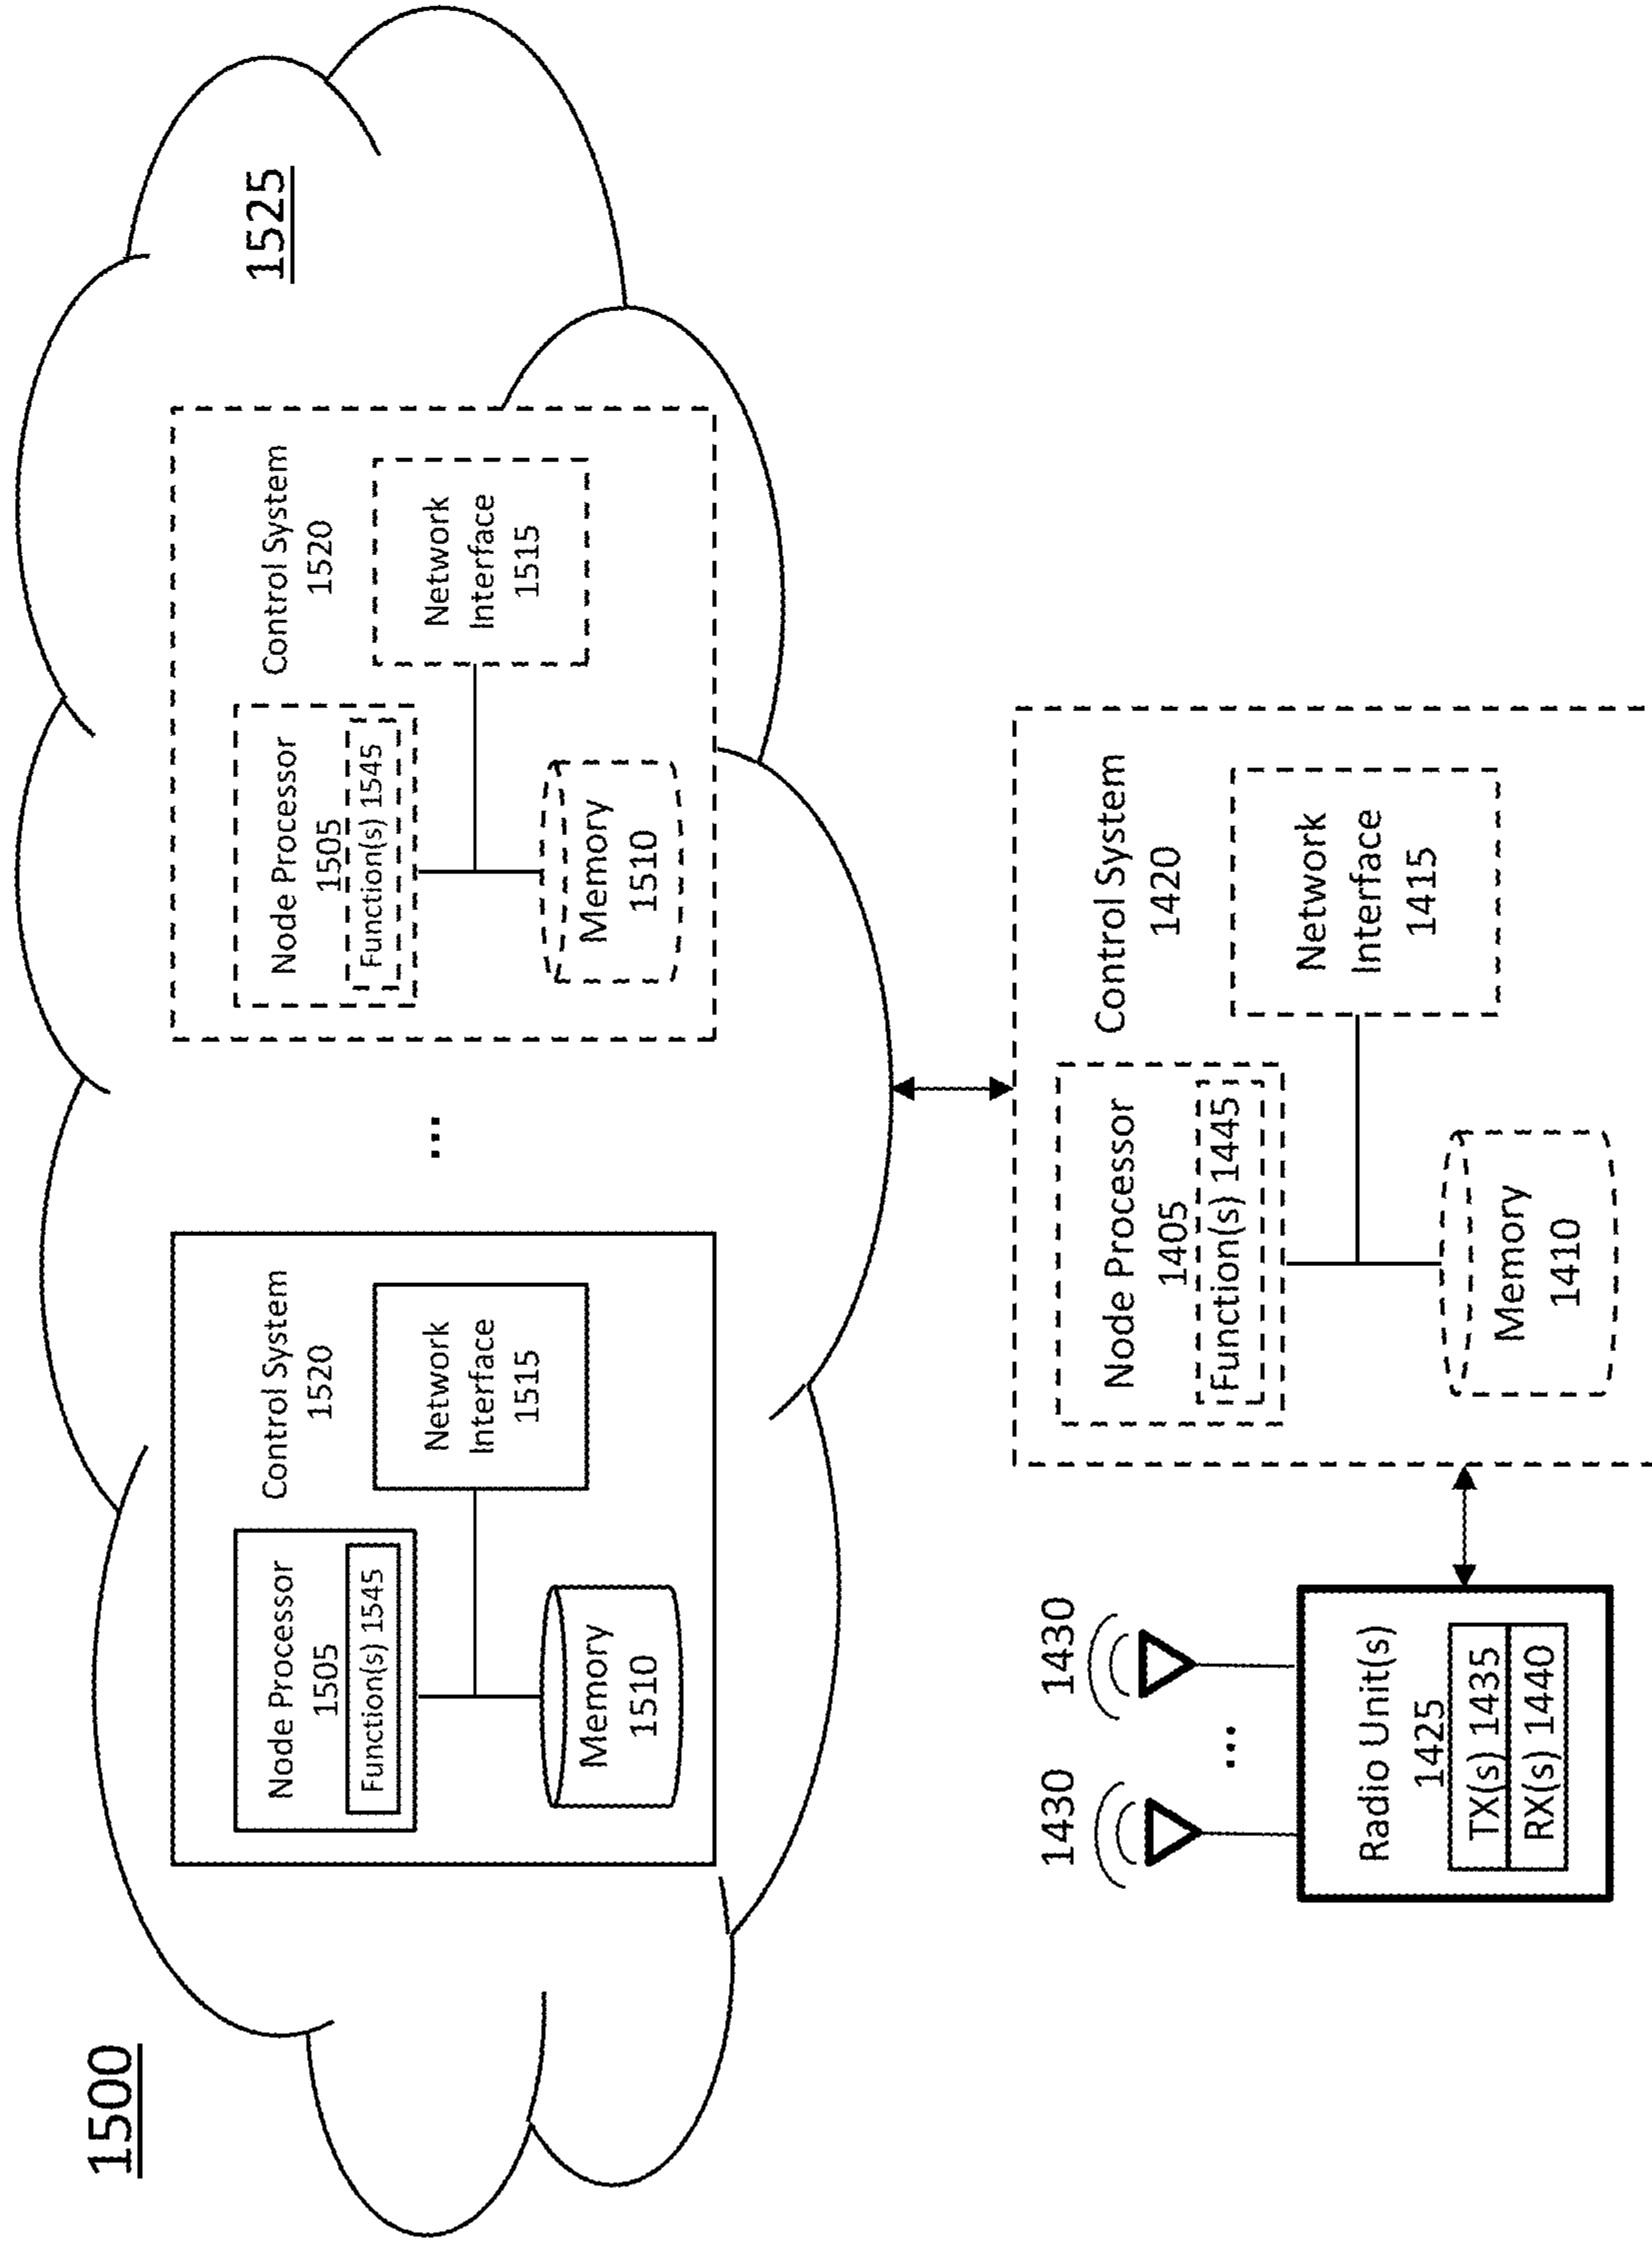 1500
1525
Node Processor
1505
Function(s) 1545
Control System
1520
Network
Interface
1515
Memory
1510
...
Node Processor
1505
Function(s) 1545
Control System
1520
Network
Interface
1515
Memory
1510
1430
...
1430
Radio Unit(s)
1425
TX(s) 1435
RX(s) 1440
Node Processor
1405
Function(s) 1445
Control System
1420
Network
Interface
1415
Memory
1410